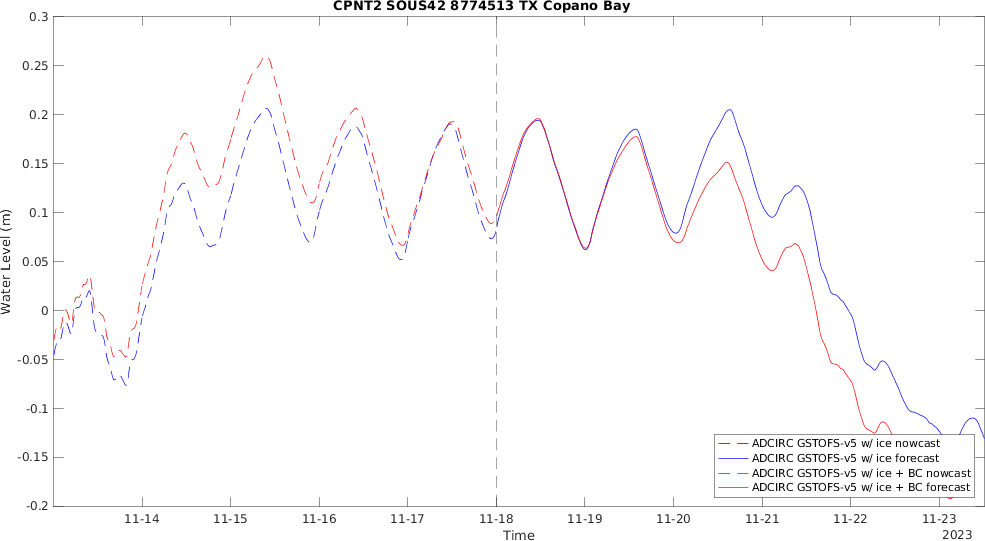 CPNT2 SOUS42 8774513 TX Copano Bay
0.3
0.25
0.2
0.15
0.1
0.05
0
-0.05
-0.1
-0.15
-0.2
Water Level (m)
11-14 11-15 11-16 11-17 11-18 11-19 11-20 11-21 11-22 11-23
Time
2023
ADCIRC GSTOFS-v5 w/ ice nowcast
ADCIRC GSTOFS-v5 w/ ice forecast
ADCIRC GSTOFS-v5 w/ ice + BC nowcast
ADCIRC GSTOFS-v5 w/ ice + BC forecast